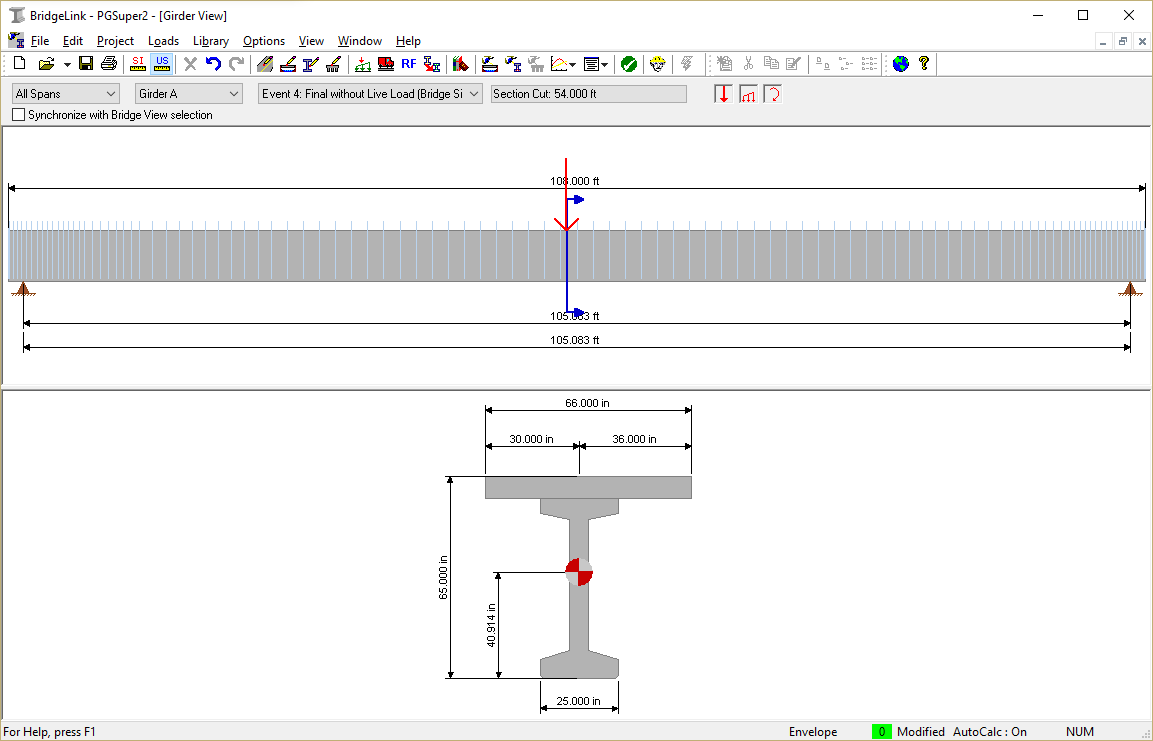 BridgeLink - PGSuper2 - [Girder View]
File Edit Project Loads Library Options View Window Help
SI US RF
All Spans Girder A Event 4: Final without Live Load (Bridge Si Section Cut: 54.000 ft
Synchronize with Bridge View selection
108.000 ft
105.083 ft
105.083 ft
66.000 in
30.000 in 36.000 in
65.000 in
40.914 in
25.000 in
For Help, press F1 Envelope 0 Modified AutoCalc : On NUM